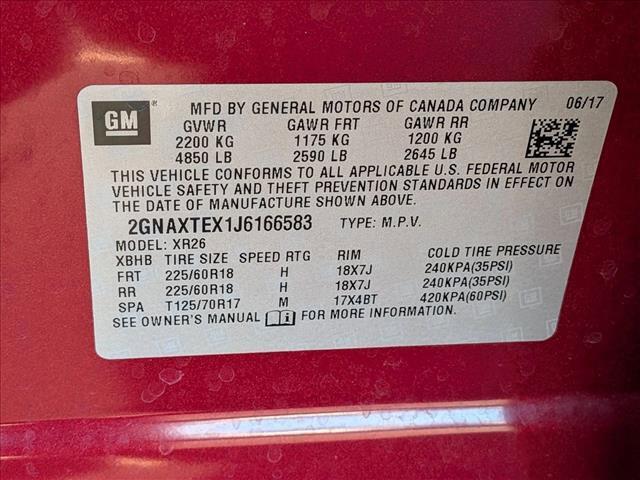 GM ® MFD BY GENERAL MOTORS OF CANADA COMPANY 06/17
GVWR GAWR FRT GAWR RR
2200 KG 1175 KG 1200 KG
4850 LB 2590 LB 2645 LB
THIS VEHICLE CONFORMS TO ALL APPLICABLE U.S. FEDERAL MOTOR
VEHICLE SAFETY AND THEFT PREVENTION STANDARDS IN EFFECT ON
THE DATE OF MANUFACTURE SHOWN ABOVE.
2GNAXTEX1J6166583 TYPE: M.P.V.
MODEL: XR26
XBHB TIRE SIZE SPEED RTG RIM COLD TIRE PRESSURE
FRT 225/60R18 H 18X7J 240KPA(35PSI)
RR 225/60R18 H 18X7J 240KPA(35PSI)
SPA T125/70R17 M 17X4BT 420KPA(60PSI)
SEE OWNER'S MANUAL i FOR MORE INFORMATION.